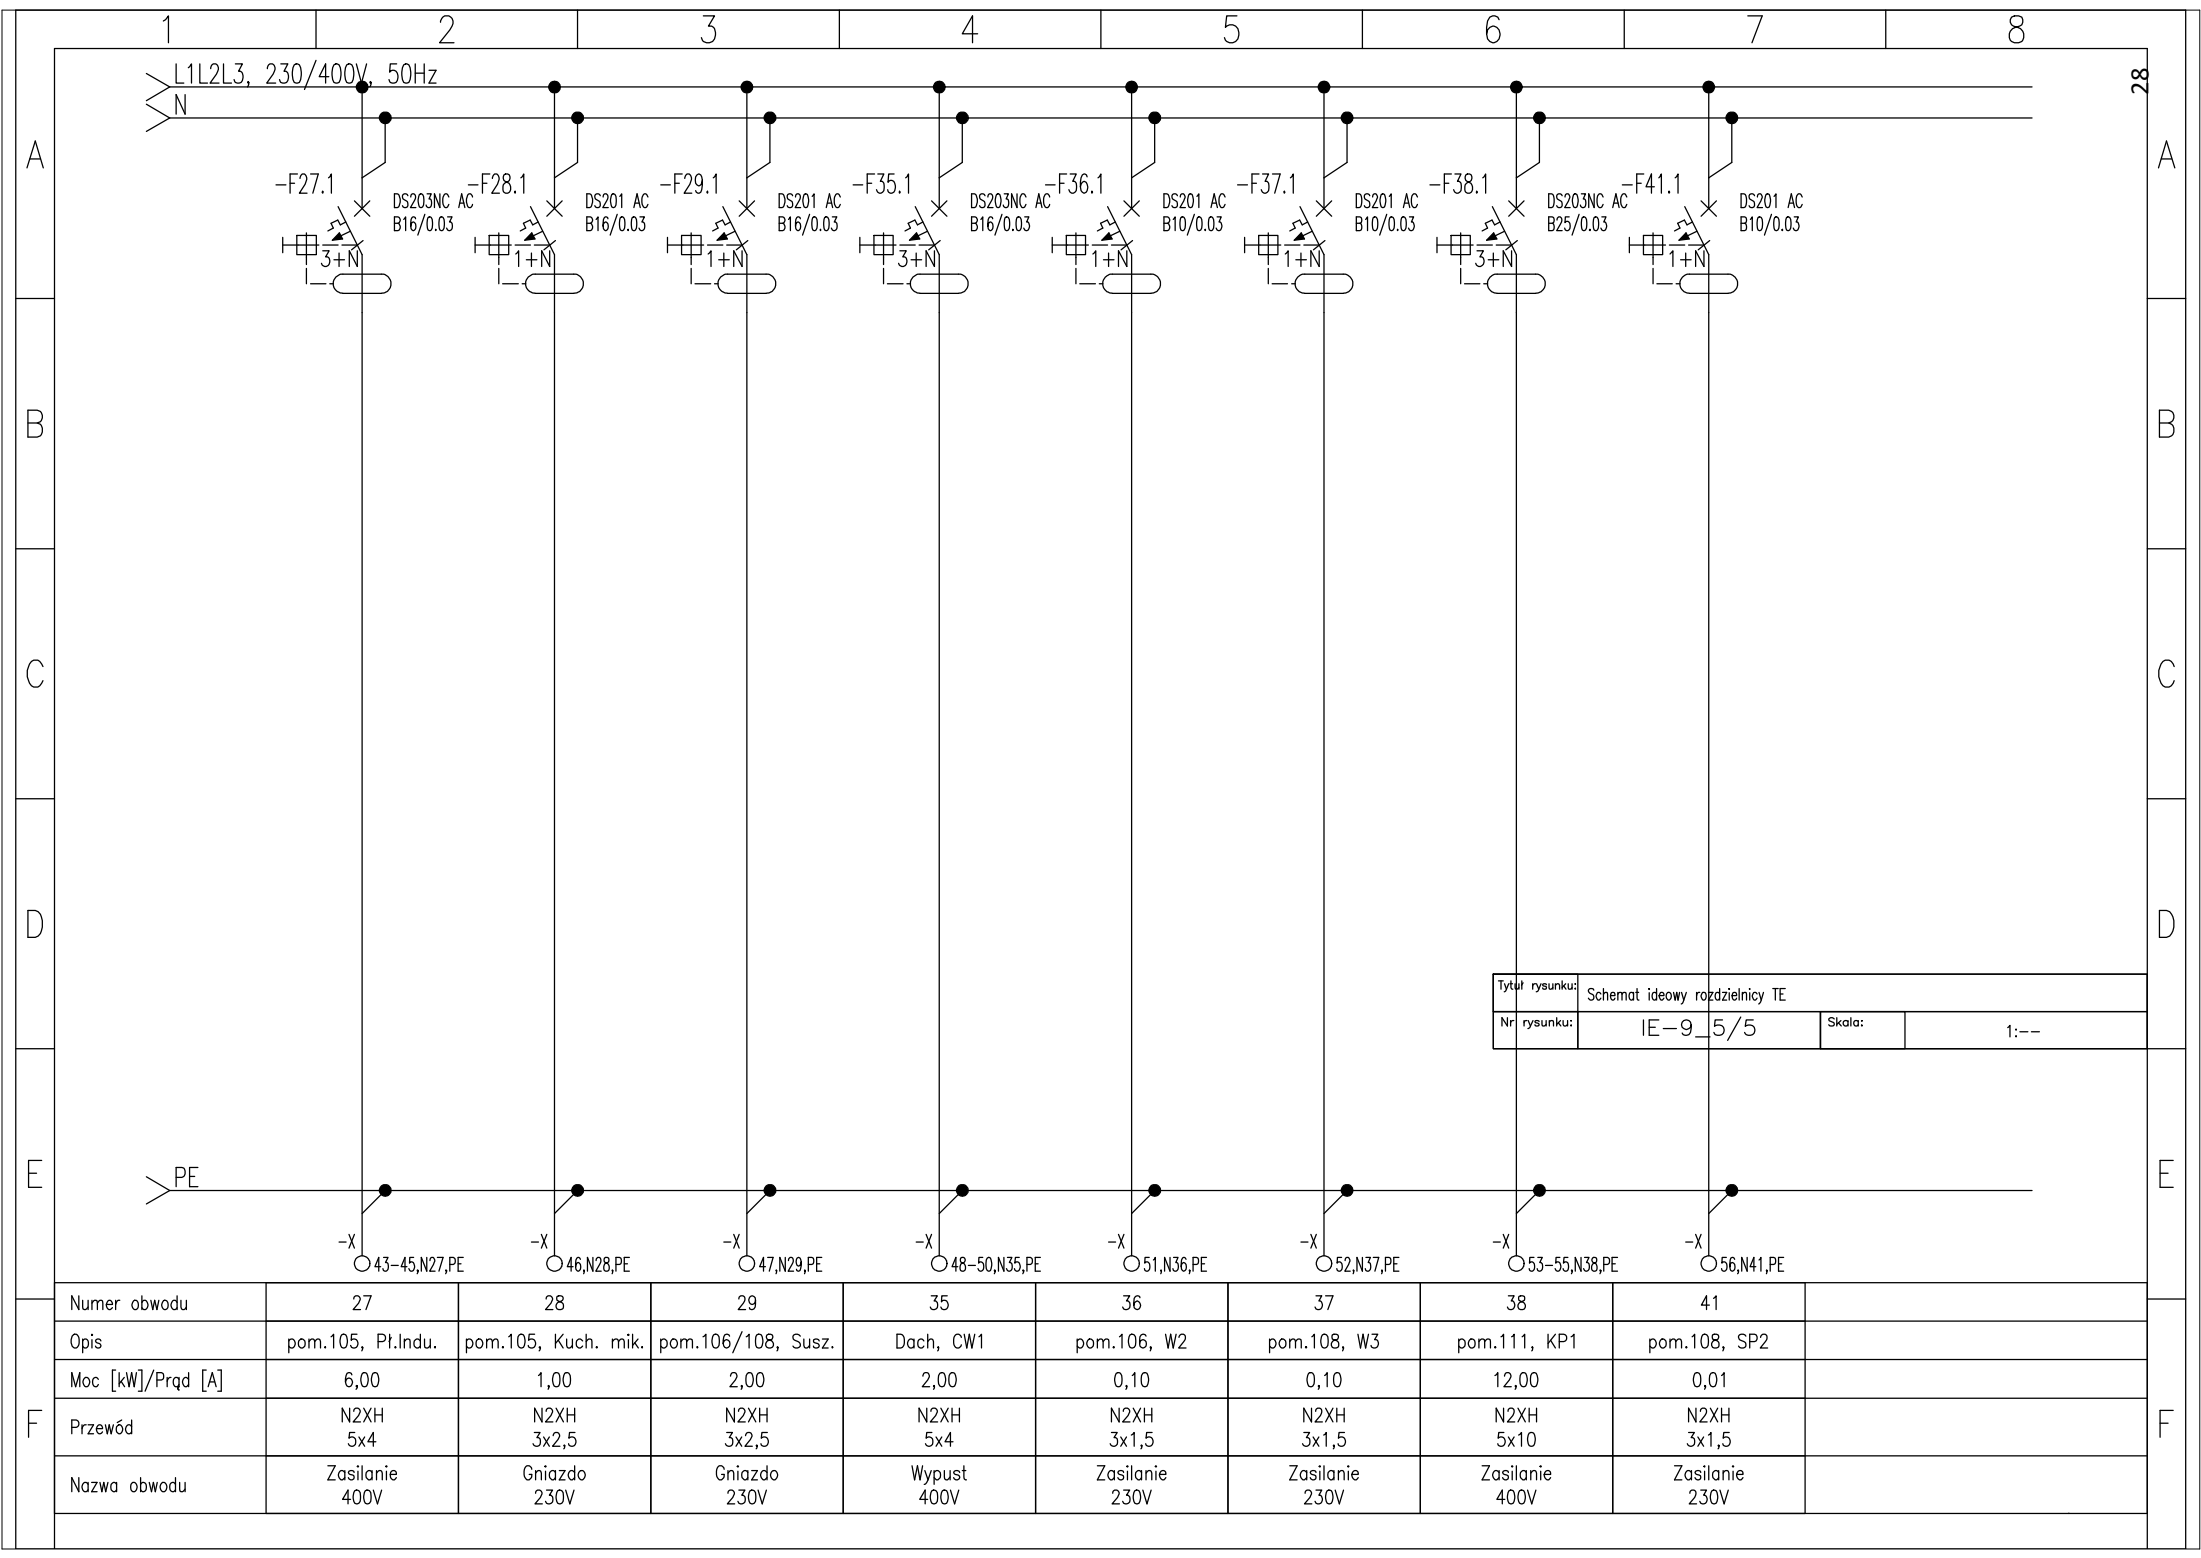 1 2 3 4 5 6 7 8
28
L1L2L3, 230/400V, 50Hz
N
A A
-F27.1 -F28.1 -F29.1 -F35.1 -F36.1 -F37.1 -F38.1 -F41.1
DS203NC AC DS201 AC DS201 AC DS203NC AC DS201 AC DS201 AC DS203NC AC DS201 AC
B16/0.03 B16/0.03 B16/0.03 B16/0.03 B10/0.03 B10/0.03 B25/0.03 B10/0.03
3+N 1+N 1+N 3+N 1+N 1+N 3+N 1+N
B B
C C
D D
Tytuł rysunku: Schemat ideowy rozdzielnicy TE
Nr rysunku: IE-9_5/5 Skala: 1:--
E E
PE
-X -X -X -X -X -X -X -X
43-45,N27,PE 46,N28,PE 47,N29,PE 48-50,N35,PE 51,N36,PE 52,N37,PE 53-55,N38,PE 56,N41,PE
Numer obwodu 27 28 29 35 36 37 38 41
Opis pom.105, Pł.Indu. pom.105, Kuch. mik. pom.106/108, Susz. Dach, CW1 pom.106, W2 pom.108, W3 pom.111, KP1 pom.108, SP2
Moc [kW]/Prąd [A] 6,00 1,00 2,00 2,00 0,10 0,10 12,00 0,01
F F
Przewód
N2XH N2XH N2XH N2XH N2XH N2XH N2XH N2XH
5x4 3x2,5 3x2,5 5x4 3x1,5 3x1,5 5x10 3x1,5
Nazwa obwodu
Zasilanie Gniazdo Gniazdo Wypust Zasilanie Zasilanie Zasilanie Zasilanie
400V 230V 230V 400V 230V 230V 400V 230V